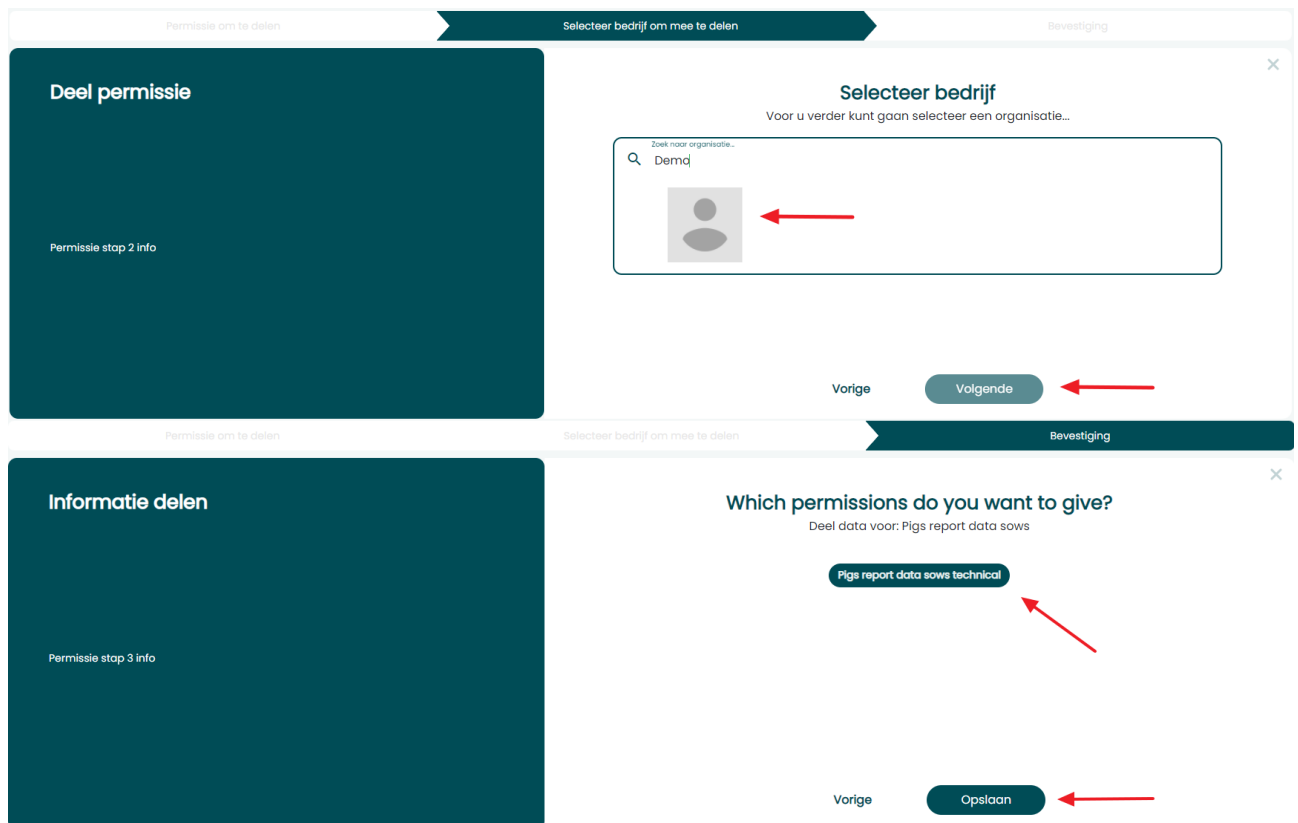 Permissie om te delen
Selecteer bedrijf om mee te delen
Bevestiging
Deel permissie
Permissie stap 2 info
Selecteer bedrijf
Voor u verder kunt gaan selecteer een organisatie...
Zoek naar organisatie...
Demo
Vorige
Volgende
Permissie om te delen
Selecteer bedrijf om mee te delen
Bevestiging
Informatie delen
Permissie stap 3 info
Which permissions do you want to give?
Deel data voor: Pigs report data sows
Pigs report data sows technical
Vorige
Opslaan